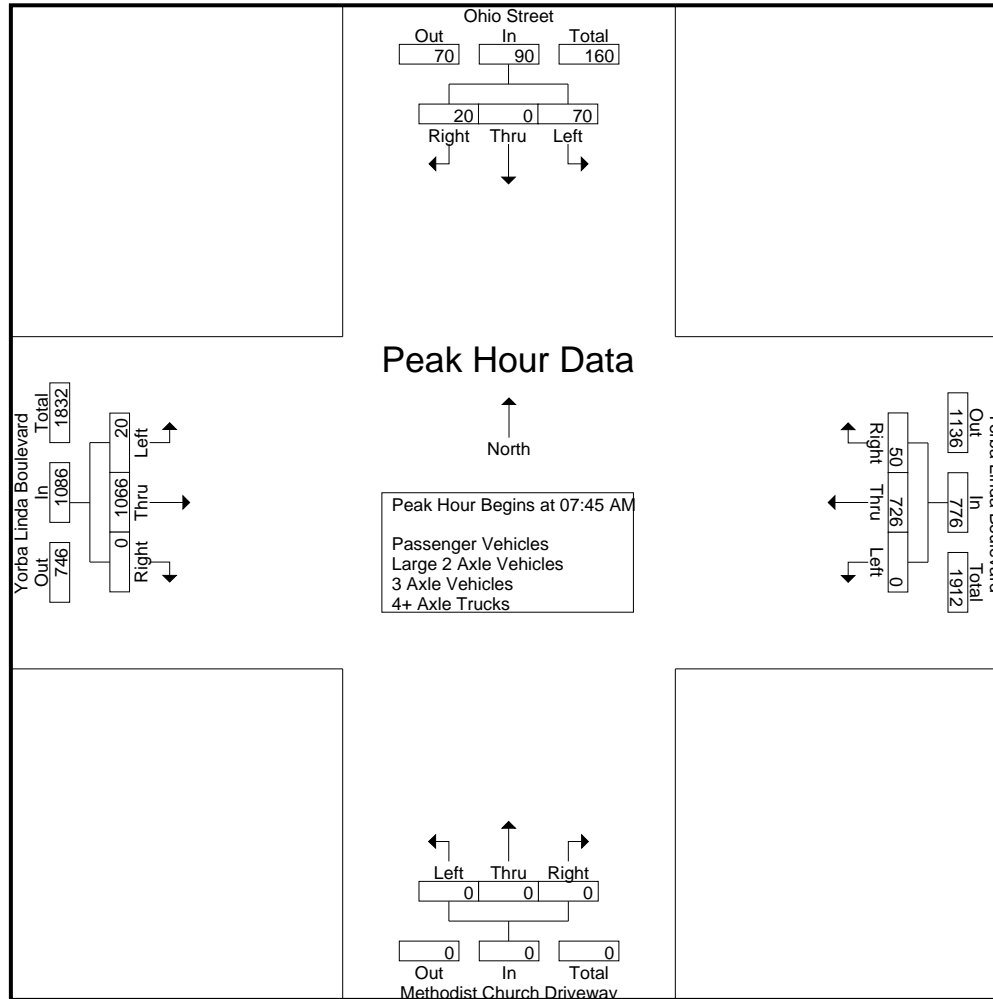 Ohio Street
Out In Total
70 90 160
20 0 70
Right Thru Left
Peak Hour Data
North
Peak Hour Begins at 07:45 AM
Passenger Vehicles
Large 2 Axle Vehicles
3 Axle Vehicles
4+ Axle Trucks
Yorba Linda Boulevard
Out In Total
746 1086 1832
0 1066 20
Right Thru Left
Yorba Linda Boulevard
Out In Total
1136 776 1912
50 726 0
Right Thru Left
Left Thru Right
0 0 0
0 0 0
Out In Total
Methodist Church Driveway